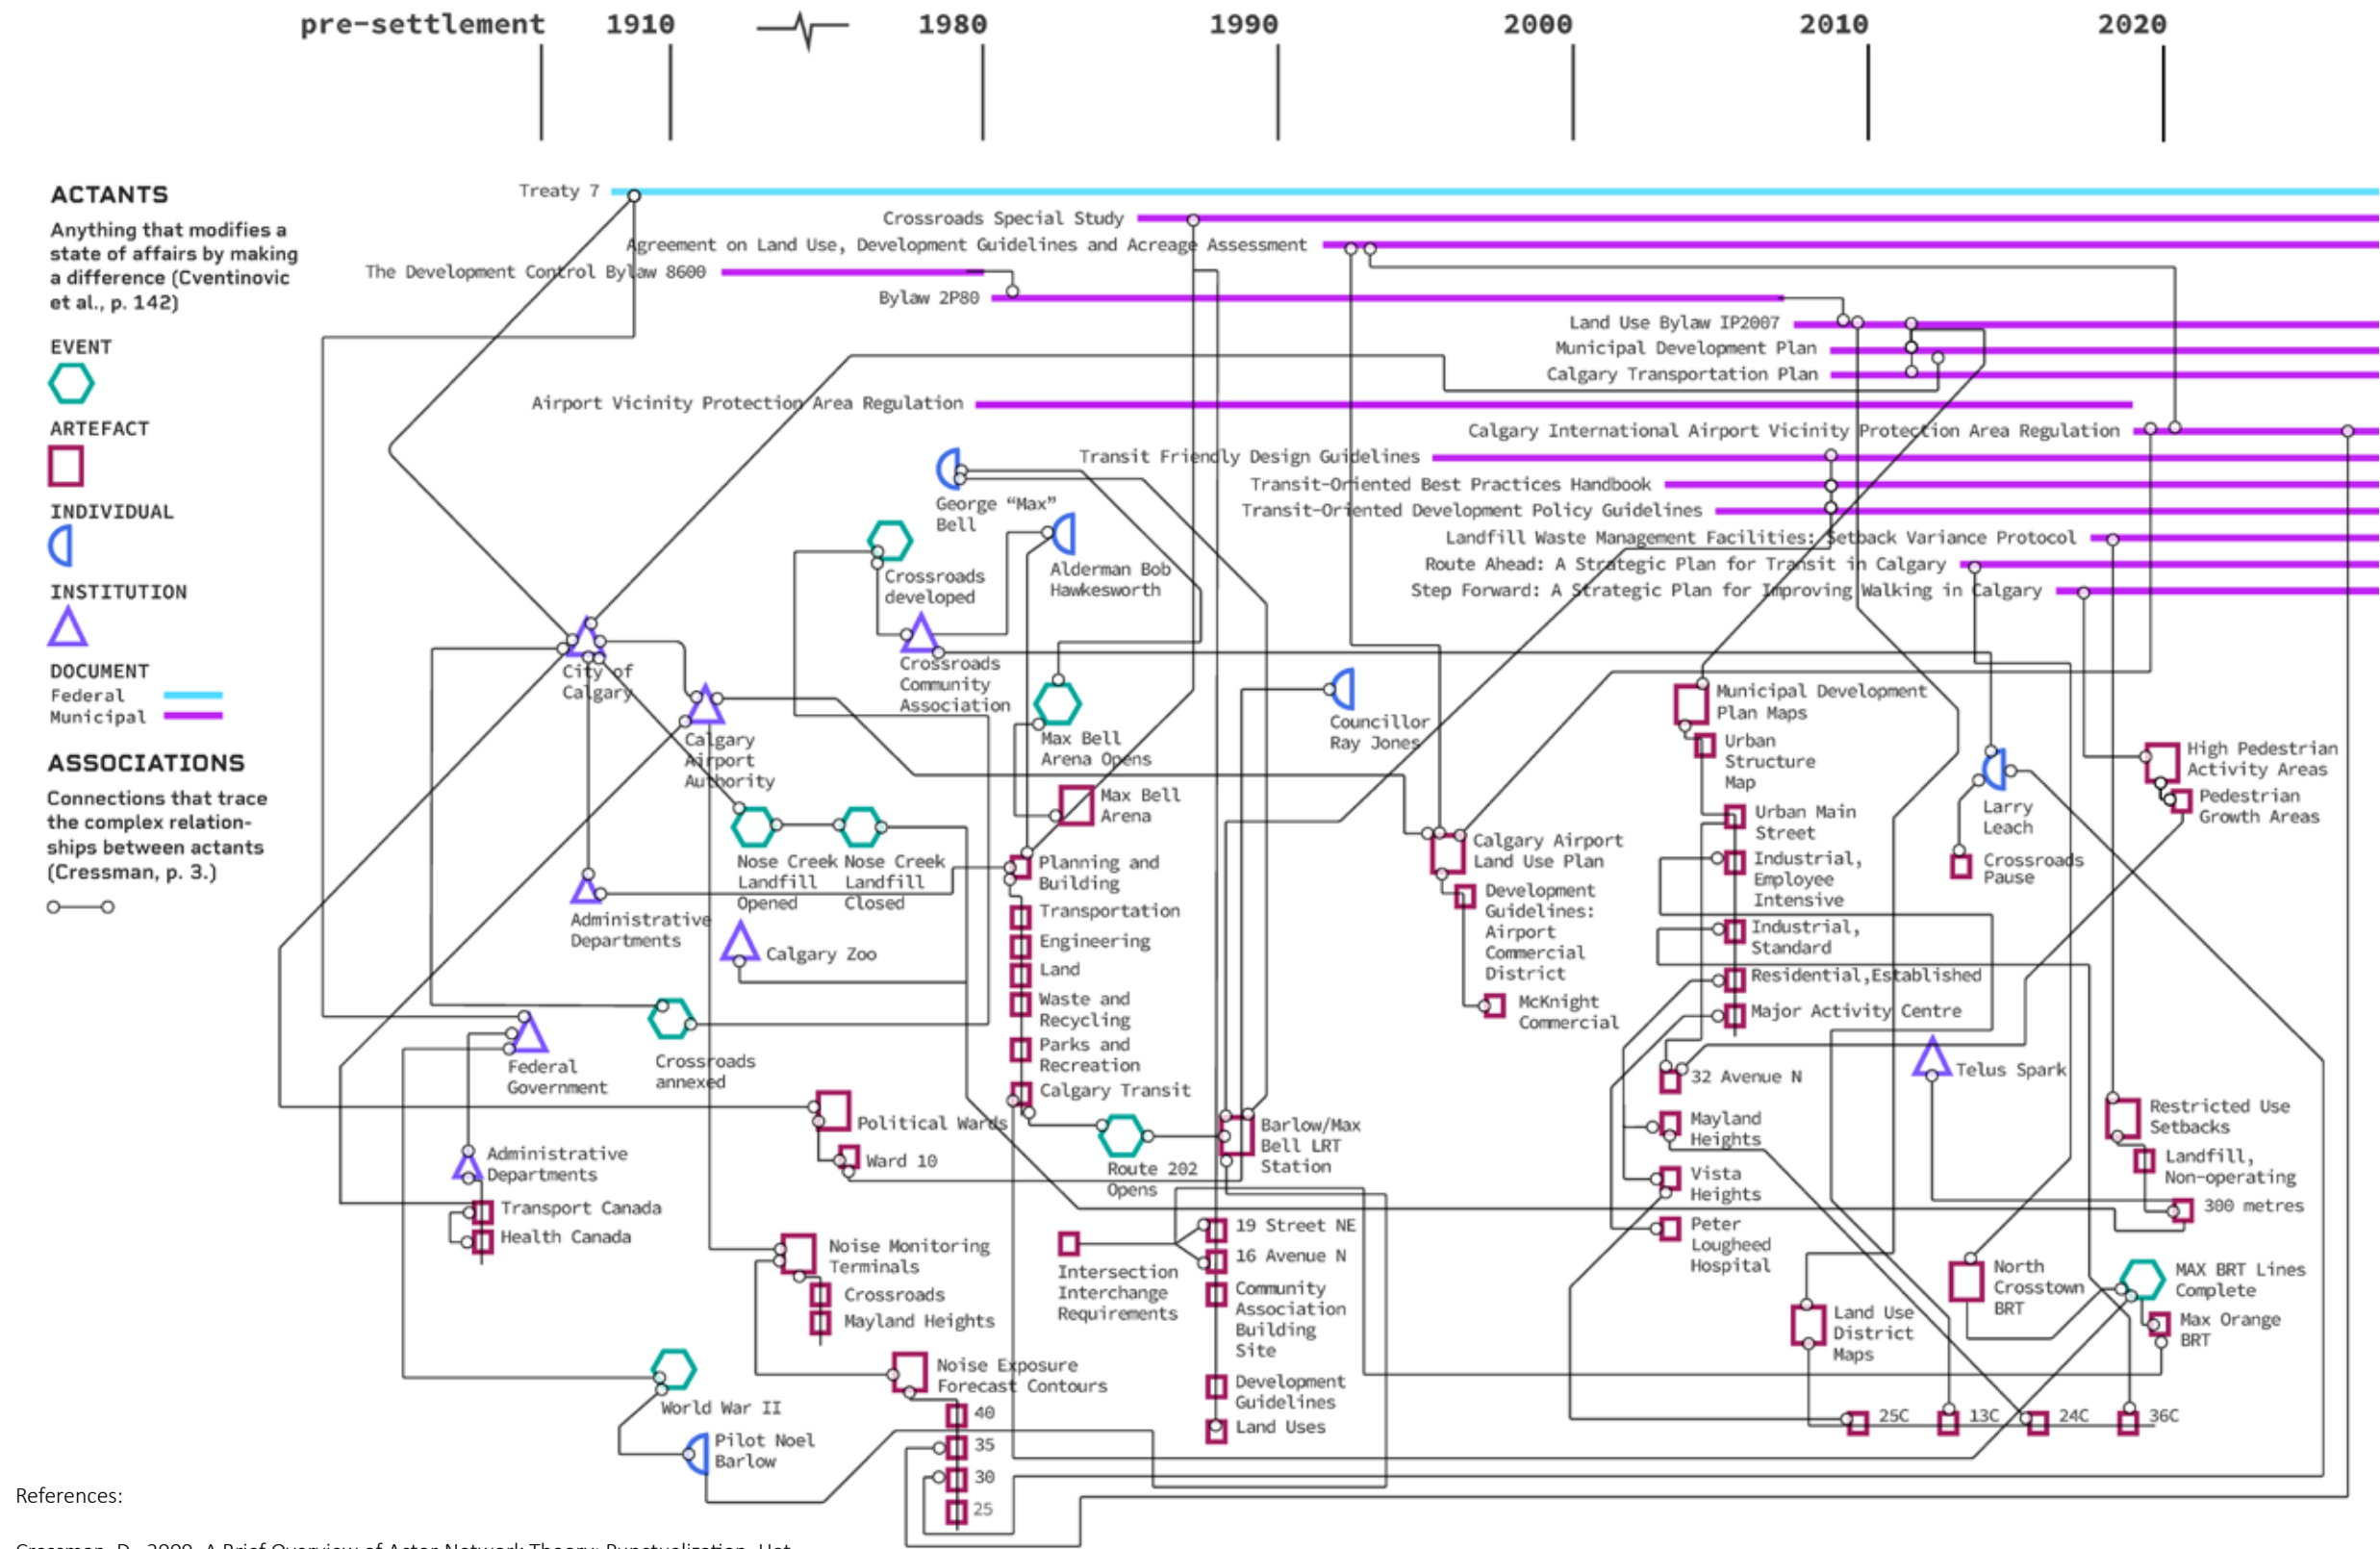 pre-settlement
1910
1980
1990
2000
2010
2020
ACTANTS
Anything that modifies a
state of affairs by making
a difference (Cventinovic
et al., p. 142)
EVENT
ARTEFACT
INDIVIDUAL
INSTITUTION
DOCUMENT
Federal
Municipal
ASSOCIATIONS
Connections that trace
the complex relation-
ships between actants
(Cressman, p. 3.)
Treaty 7
Crossroads Special Study
Agreement on Land Use, Development Guidelines and Acreage Assessment
The Development Control Bylaw 8600
Bylaw 2P80
Land Use Bylaw IP2007
Municipal Development Plan
Calgary Transportation Plan
Airport Vicinity Protection Area Regulation
Calgary International Airport Vicinity Protection Area Regulation
Transit Friendly Design Guidelines
Transit-Oriented Best Practices Handbook
Transit-Oriented Development Policy Guidelines
Landfill Waste Management Facilities: Setback Variance Protocol
Route Ahead: A Strategic Plan for Transit in Calgary
Step Forward: A Strategic Plan for Improving Walking in Calgary
George “Max”
Bell
Crossroads
developed
Alderman Bob
Hawkesworth
City of
Calgary
Crossroads
Community
Association
Calgary
Airport
Authority
Max Bell
Arena Opens
Max Bell
Arena
Councillor
Ray Jones
Nose Creek
Landfill
Opened
Nose Creek
Landfill
Closed
Administrative
Departments
Calgary Zoo
Planning and
Building
Transportation
Engineering
Land
Waste and
Recycling
Parks and
Recreation
Calgary Transit
Federal
Government
Crossroads
annexed
Political Wards
Ward 10
Route 202
Opens
Barlow/Max
Bell LRT
Station
Administrative
Departments
Transport Canada
Health Canada
Noise Monitoring
Terminals
Crossroads
Mayland Heights
Intersection
Interchange
Requirements
19 Street NE
16 Avenue N
Community
Association
Building
Site
Development
Guidelines
Land Uses
World War II
Pilot Noel
Barlow
Noise Exposure
Forecast Contours
40
35
30
25
Calgary Airport
Land Use Plan
Development
Guidelines:
Airport
Commercial
District
McKnight
Commercial
Municipal Development
Plan Maps
Urban
Structure
Map
Urban Main
Street
Industrial,
Employee
Intensive
Industrial,
Standard
Residential,Established
Major Activity Centre
32 Avenue N
Mayland
Heights
Vista
Heights
Peter
Lougheed
Hospital
Larry
Leach
Crossroads
Pause
Telus Spark
High Pedestrian
Activity Areas
Pedestrian
Growth Areas
Restricted Use
Setbacks
Landfill,
Non-operating
300 metres
North
Crosstown
BRT
MAX BRT Lines
Complete
Max Orange
BRT
Land Use
District
Maps
25C
13C
24C
36C
References:
Cressman, D., 2009. A Brief Overview of Actor-Network Theory: Punctualization, Het